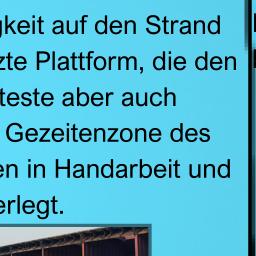 gkeit auf den Strand
zte Plattform, die den
teste aber auch
Gezeitenzone des
en in Handarbeit und
erlegt.